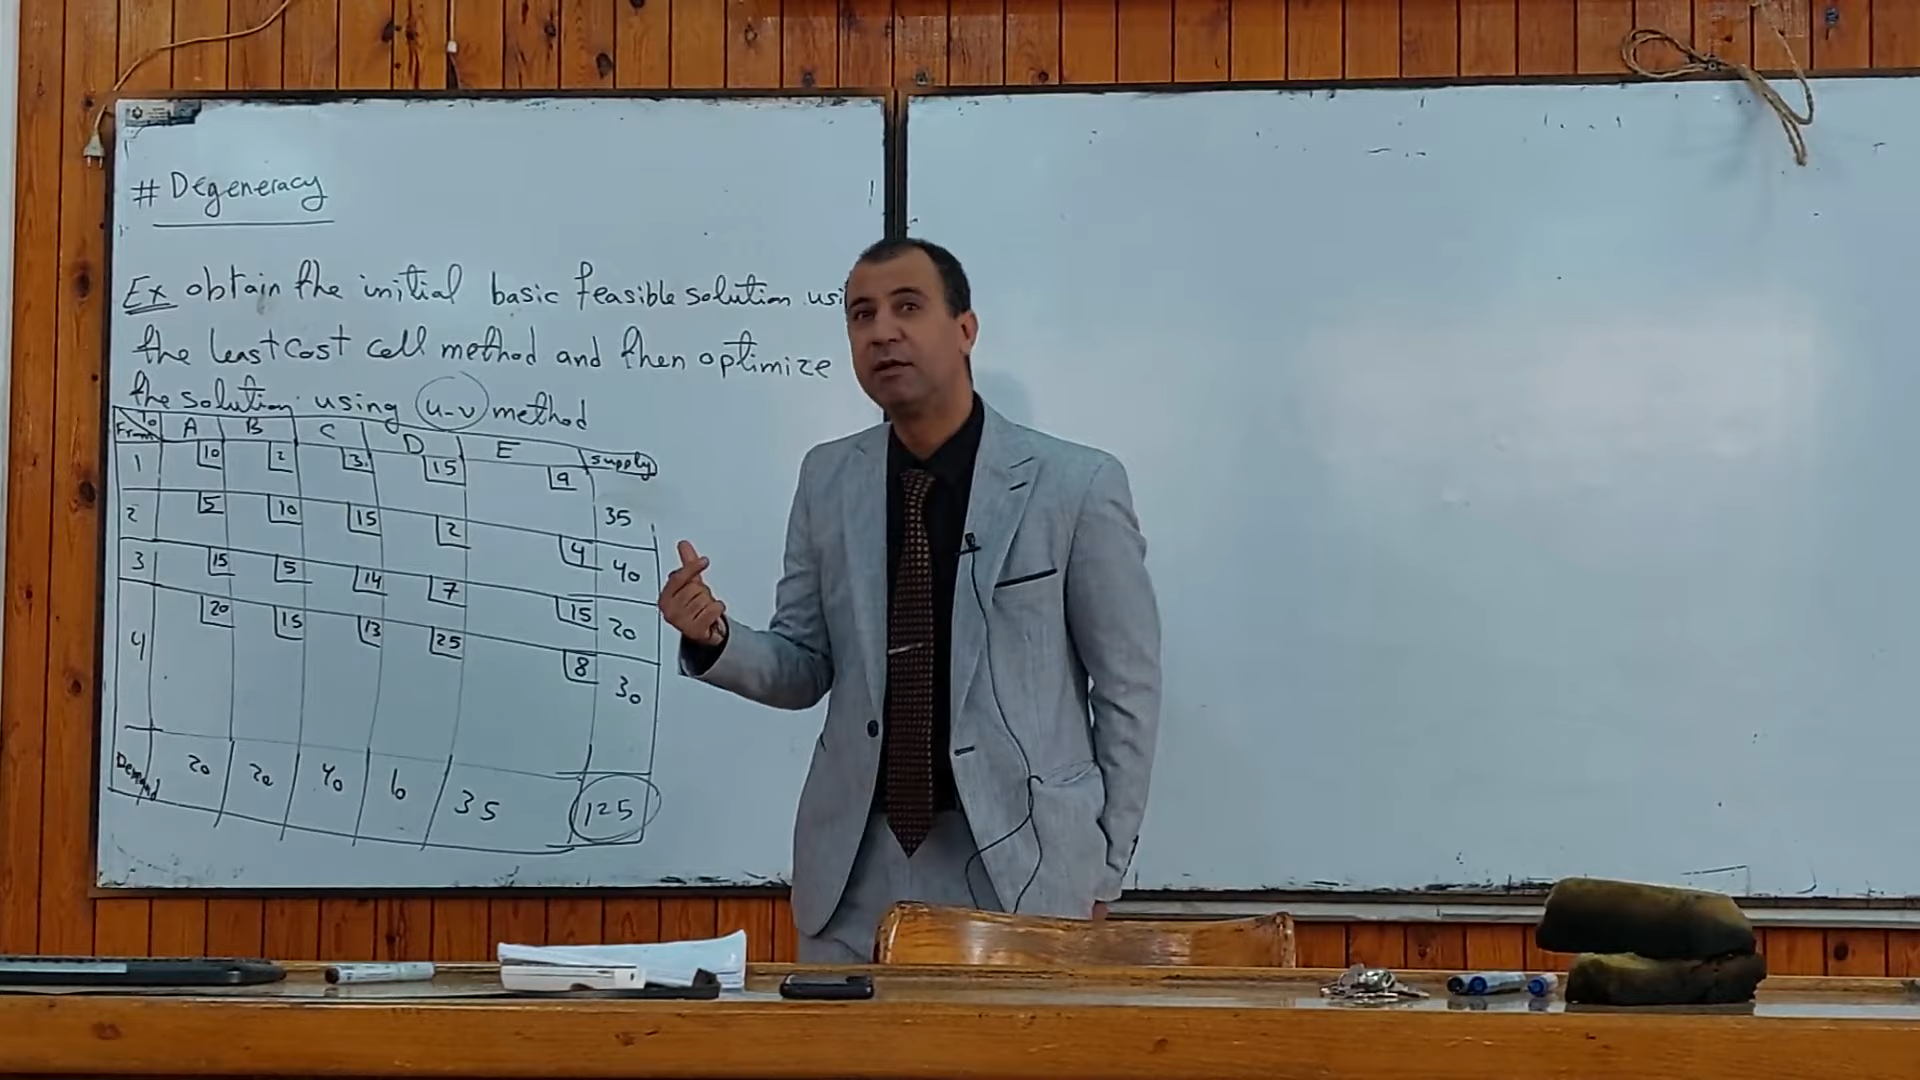 # Degeneracy
Ex obtain the initial basic feasible solution usi
the least cost cell method and then optimize
the solution using u-v method
From To A B C D E supply
1 10 2 3 15 9 35
2 5 10 15 2 4 40
3 15 5 14 7 15 20
4 20 15 13 25 8 30
Demand 20 20 40 10 35 125